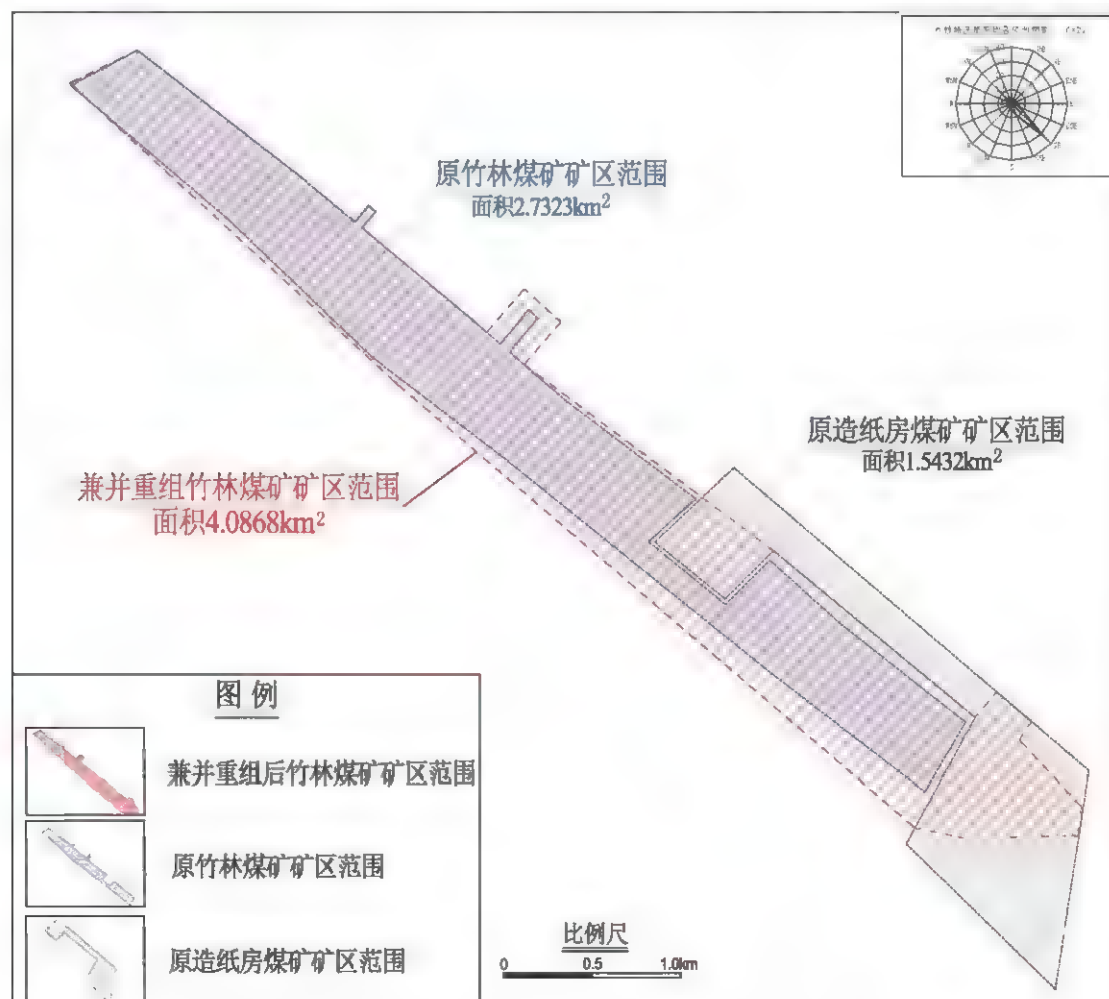 原竹林煤矿矿区范围
面积2.7323km²
原造纸房煤矿矿区范围
面积1.5432km²
兼并重组竹林煤矿矿区范围
面积4.0868km²
图例
兼并重组后竹林煤矿矿区范围
原竹林煤矿矿区范围
原造纸房煤矿矿区范围
比例尺
0 0.5 1.0km